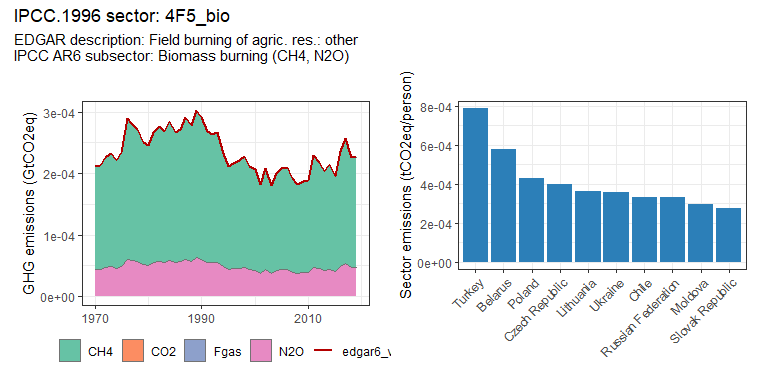 IPCC.1996 sector: 4F5_bio
EDGAR description: Field burning of agric. res.: other
IPCC AR6 subsector: Biomass burning (CH4, N2O)
GHG emissions (GtCO2eq)
3e-04
2e-04
1e-04
0e+00
1970
1990
2010
CH4
CO2
Fgas
N2O
edgar6_v
Sector emissions (tCO2eq/person)
8e-04
6e-04
4e-04
2e-04
0e+00
Turkey
Belarus
Poland
Czech Republic
Lithuania
Ukraine
Chile
Russian Federation
Moldova
Slovak Republic